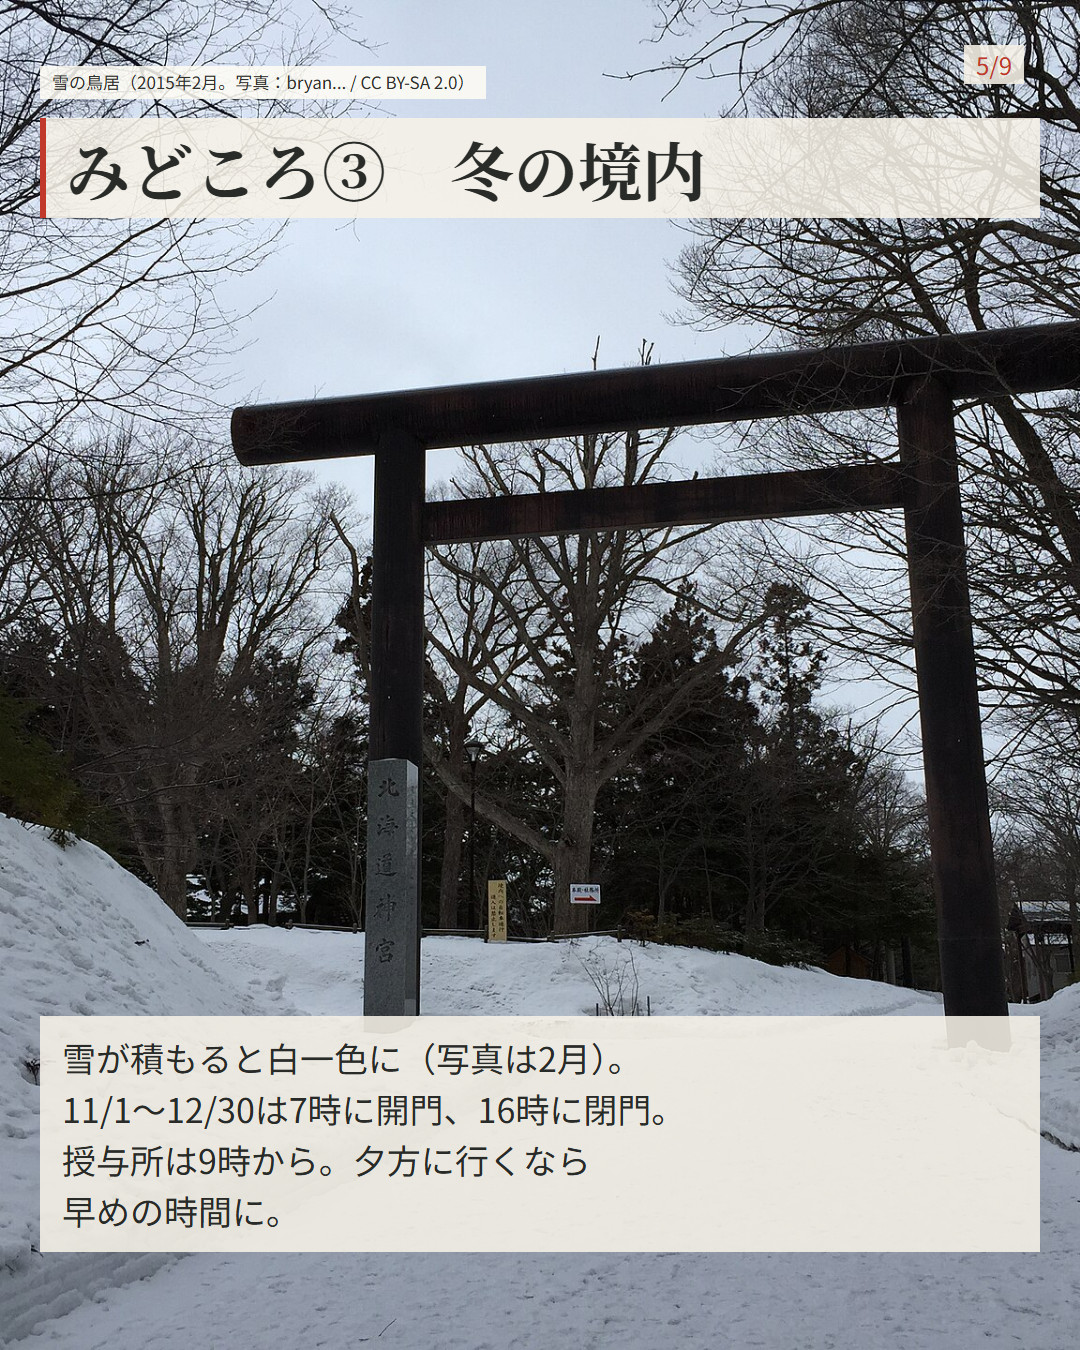 雪の鳥居（2015年2月。写真：bryan... / CC BY-SA 2.0）
5/9
みどころ③　冬の境内
北海道神宮
雪が積もると白一色に（写真は2月）。
11/1～12/30は7時に開門、16時に閉門。
授与所は9時から。夕方に行くなら
早めの時間に。